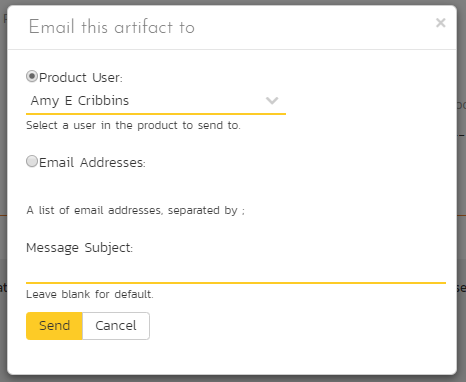 Email this artifact to
×
Product User:
Amy E Cribbins
Select a user in the product to send to.
Email Addresses:
A list of email addresses, separated by ;
Message Subject:
Leave blank for default.
Send Cancel